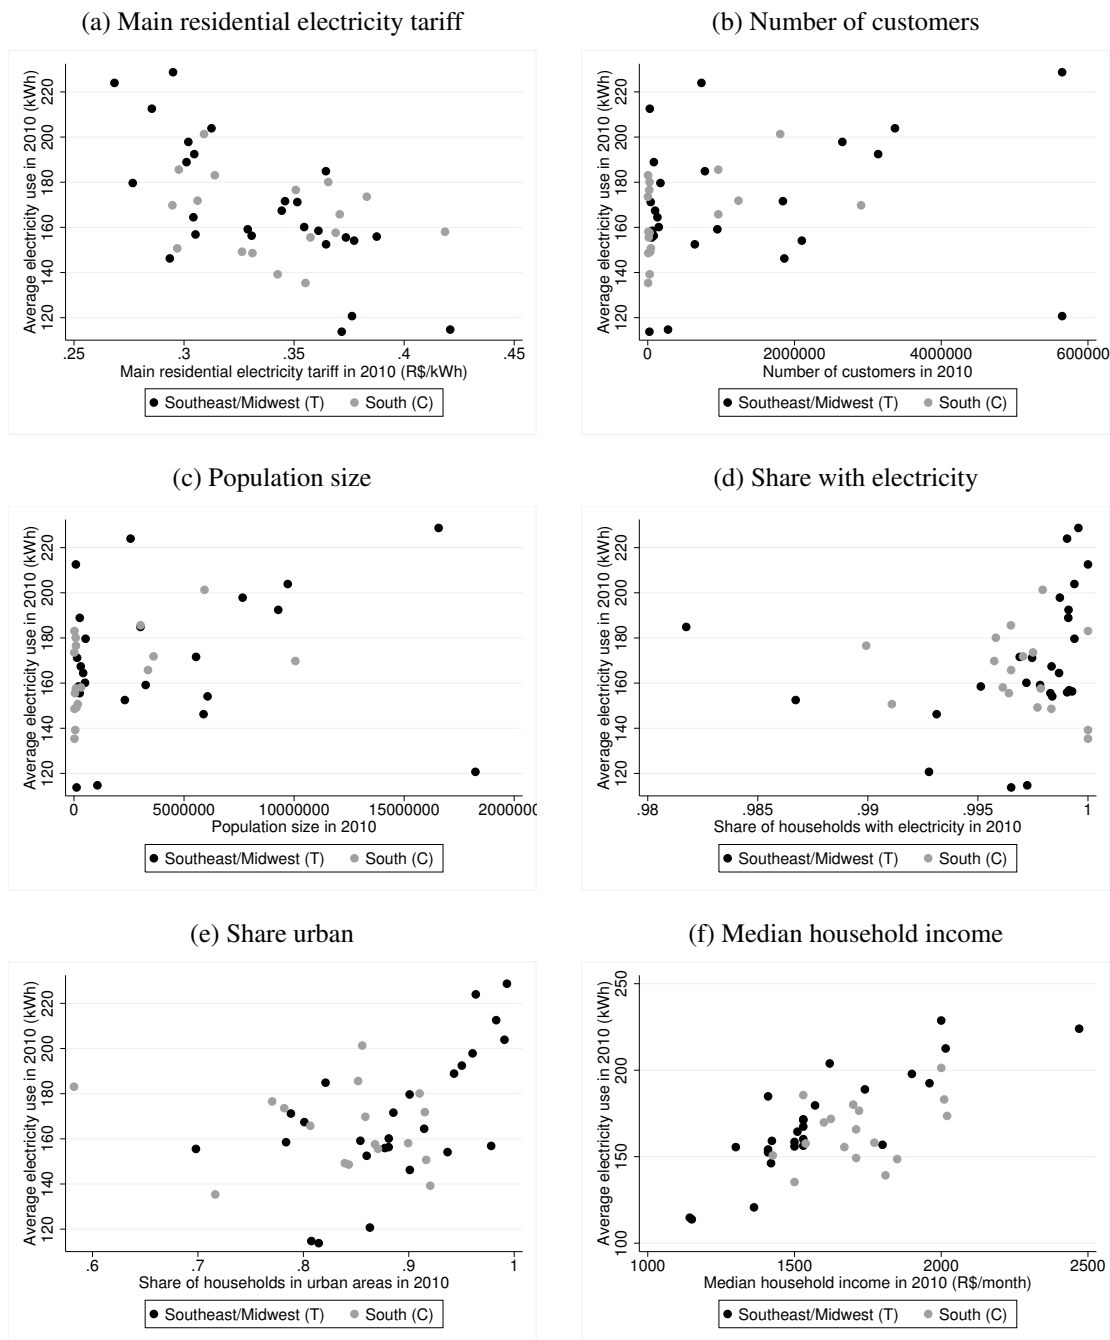 (a) Main residential electricity tariff
(b) Number of customers
Average electricity use in 2010 (kWh)
220
200
180
160
140
120
.25
.3
.35
.4
.45
Main residential electricity tariff in 2010 (R$/kWh)
Southeast/Midwest (T)
South (C)
Average electricity use in 2010 (kWh)
220
200
180
160
140
120
0
2000000
4000000
600000
Number of customers in 2010
Southeast/Midwest (T)
South (C)
(c) Population size
(d) Share with electricity
Average electricity use in 2010 (kWh)
220
200
180
160
140
120
0
5000000
10000000
15000000
2000000
Population size in 2010
Southeast/Midwest (T)
South (C)
Average electricity use in 2010 (kWh)
220
200
180
160
140
120
.98
.985
.99
.995
1
Share of households with electricity in 2010
Southeast/Midwest (T)
South (C)
(e) Share urban
(f) Median household income
Average electricity use in 2010 (kWh)
220
200
180
160
140
120
.6
.7
.8
.9
1
Share of households in urban areas in 2010
Southeast/Midwest (T)
South (C)
Average electricity use in 2010 (kWh)
250
200
150
100
1000
1500
2000
2500
Median household income in 2010 (R$/month)
Southeast/Midwest (T)
South (C)